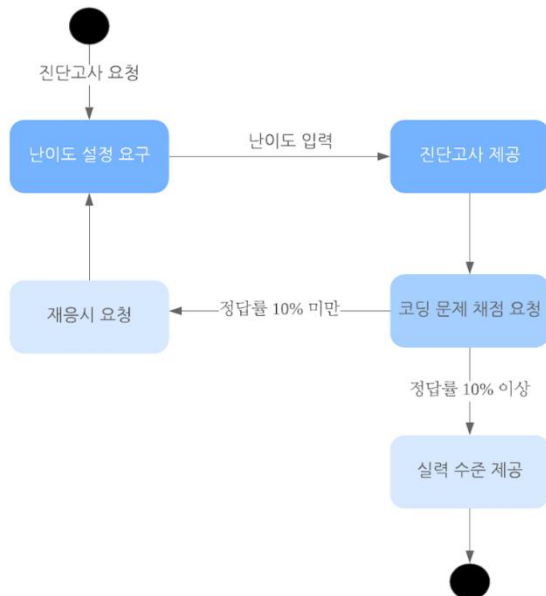 진단고사 요청
난이도 설정 요구
난이도 입력
진단고사 제공
재응시 요청
정답률 10% 미만
코딩 문제 채점 요청
정답률 10% 이상
실력 수준 제공